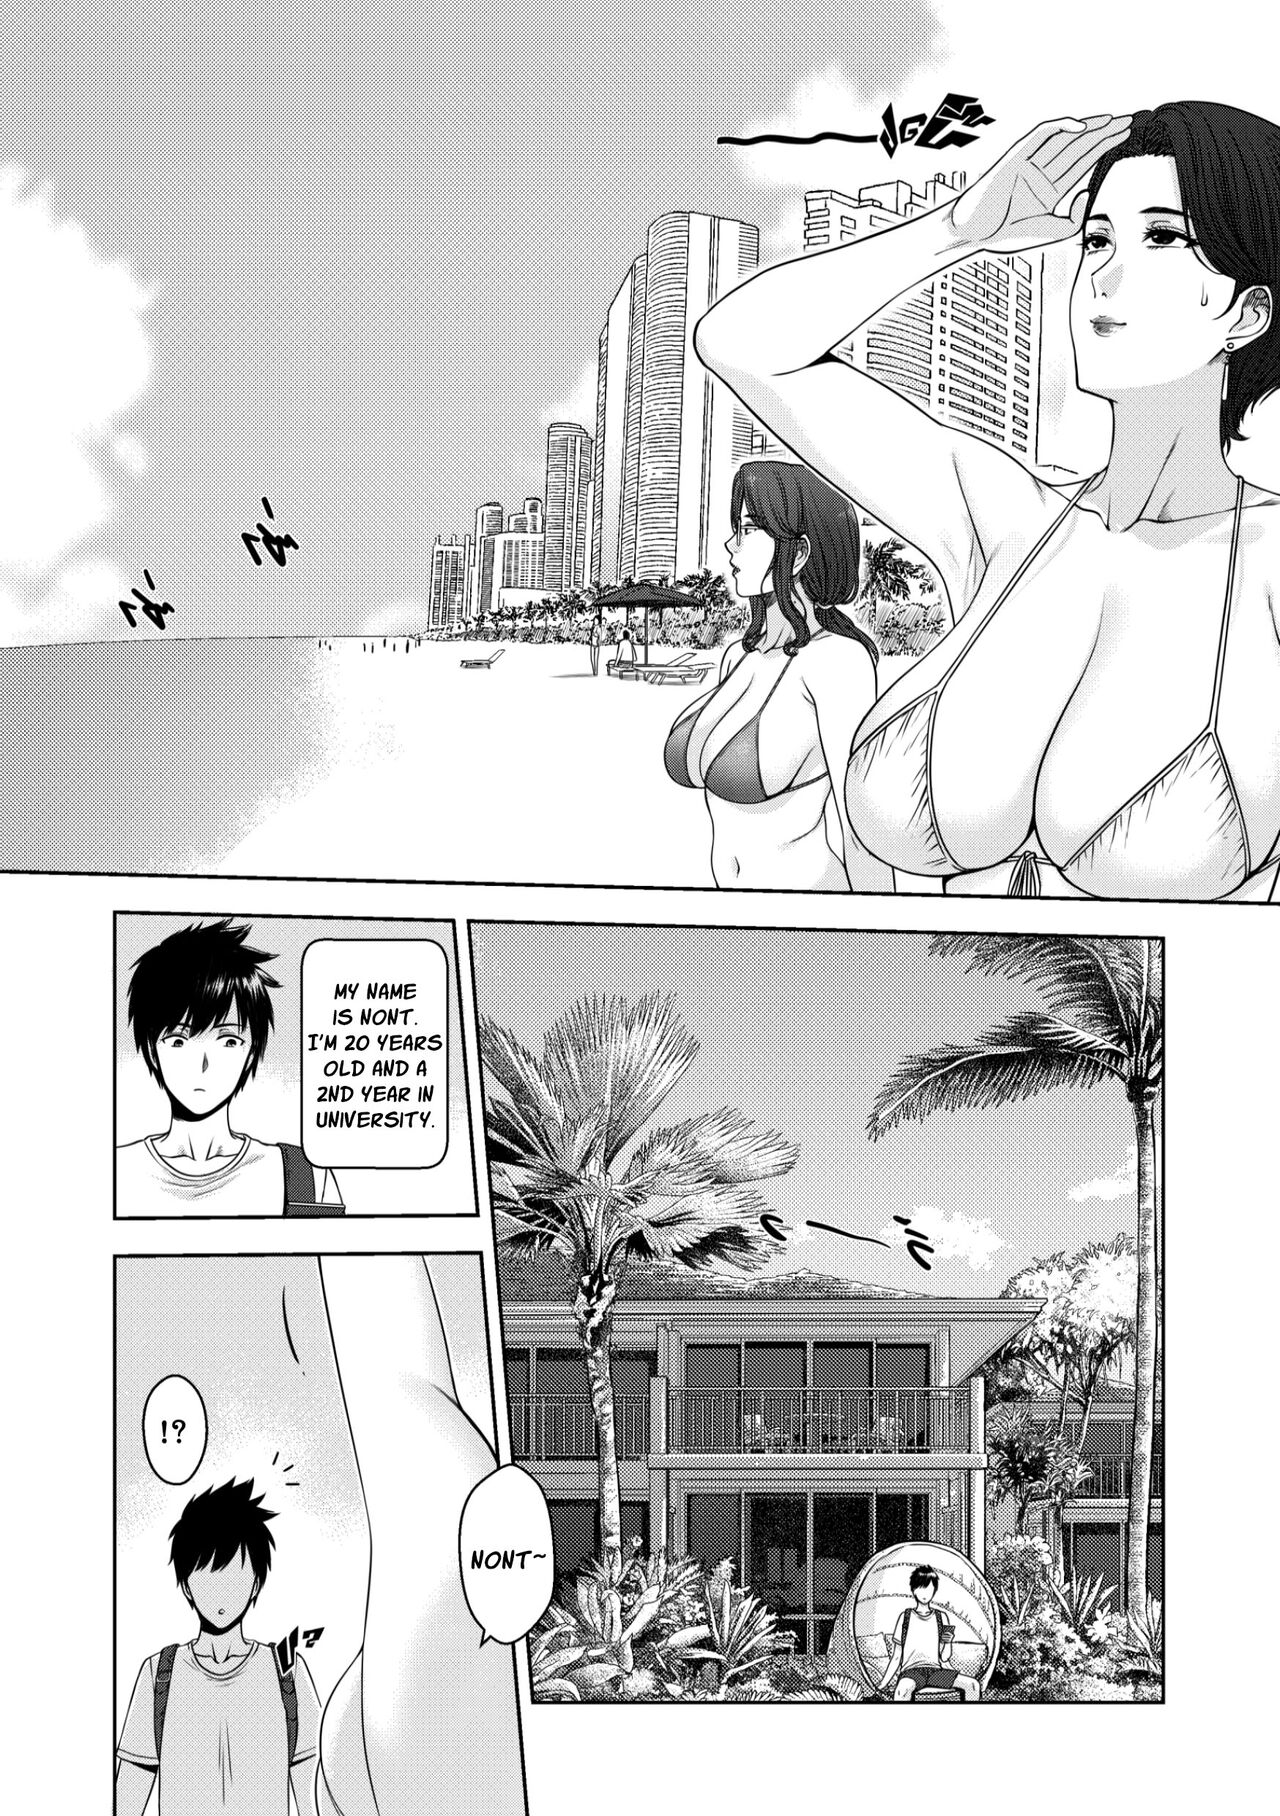 MY NAME
IS NONT.
I'M 20 YEARS
OLD AND A
2ND YEAR IN
UNIVERSITY.
NONT~
!?